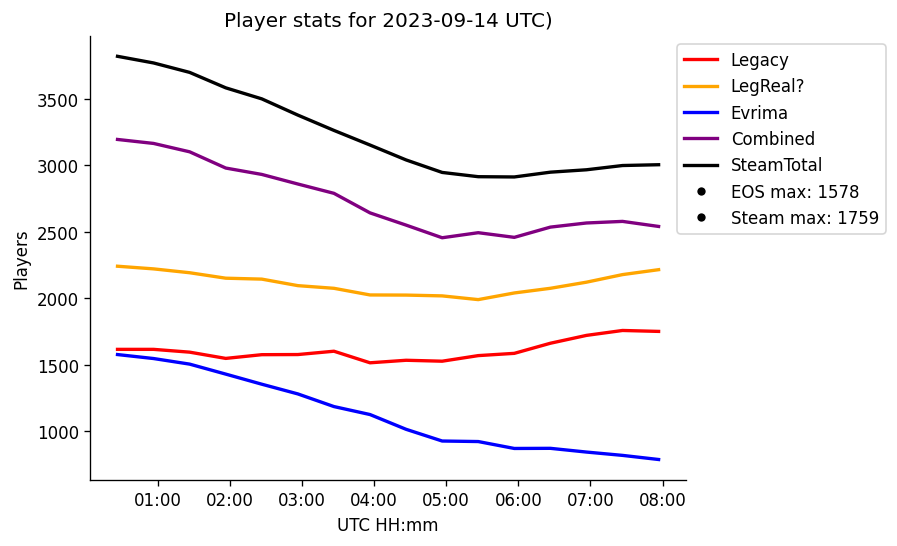 Player stats for 2023-09-14 UTC)
Legacy
LegReal?
Evrima
Combined
SteamTotal
EOS max: 1578
Steam max: 1759
Players
3500
3000
2500
2000
1500
1000
01:00 02:00 03:00 04:00 05:00 06:00 07:00 08:00
UTC HH:mm